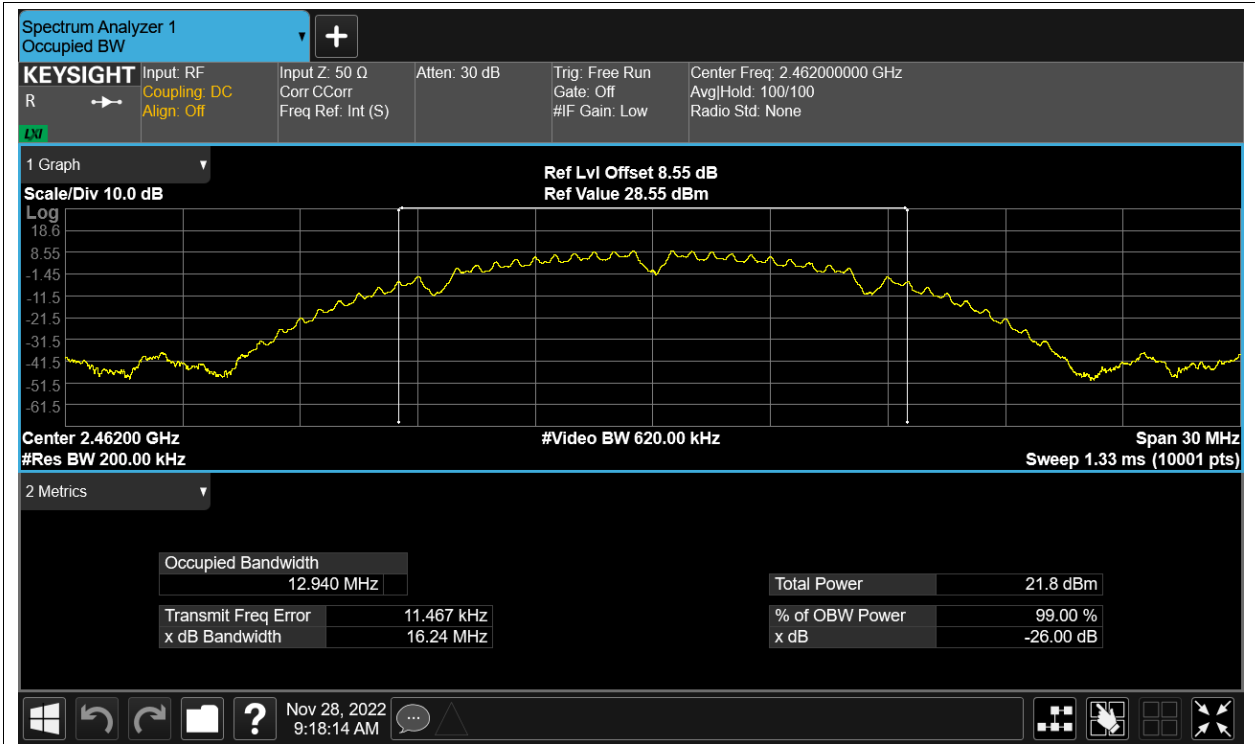 Spectrum Analyzer 1
Occupied BW
KEYSIGHT
R
LXI
Input: RF
Coupling: DC
Align: Off
Input Z: 50 Ω
Corr CCorr
Freq Ref: Int (S)
Atten: 30 dB
Trig: Free Run
Gate: Off
#IF Gain: Low
Center Freq: 2.462000000 GHz
Avg|Hold: 100/100
Radio Std: None
1 Graph
Scale/Div 10.0 dB
Ref Lvl Offset 8.55 dB
Ref Value 28.55 dBm
Log
18.6
8.55
-1.45
-11.5
-21.5
-31.5
-41.5
-51.5
-61.5
Center 2.46200 GHz
#Res BW 200.00 kHz
#Video BW 620.00 kHz
Span 30 MHz
Sweep 1.33 ms (10001 pts)
2 Metrics
Occupied Bandwidth
12.940 MHz
Transmit Freq Error 11.467 kHz
x dB Bandwidth 16.24 MHz
Total Power 21.8 dBm
% of OBW Power 99.00 %
x dB -26.00 dB
?
Nov 28, 2022
9:18:14 AM